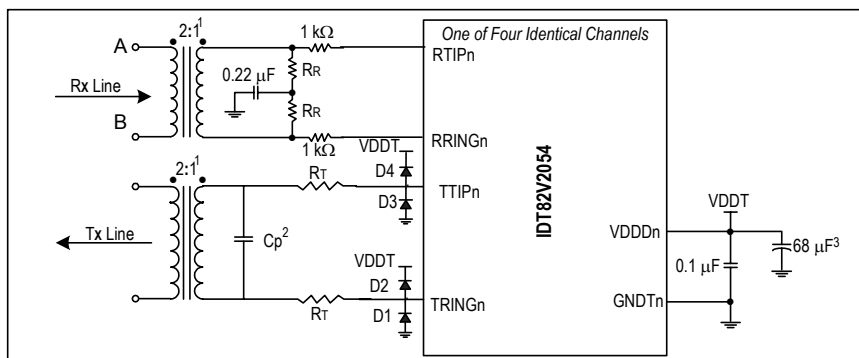 One of Four Identical Channels
2:1¹
1 kΩ
A
RTIPn
0.22 µF
RR
Rx Line
RR
B
RRINGn
1 kΩ
VDDT
2:1¹
D4
RT
TTIPn
D3
IDT82V2054
VDDT
VDDDn
Tx Line
Cp²
68 µF³
VDDT
0.1 µF
D2
GNDTn
TRINGn
RT
D1